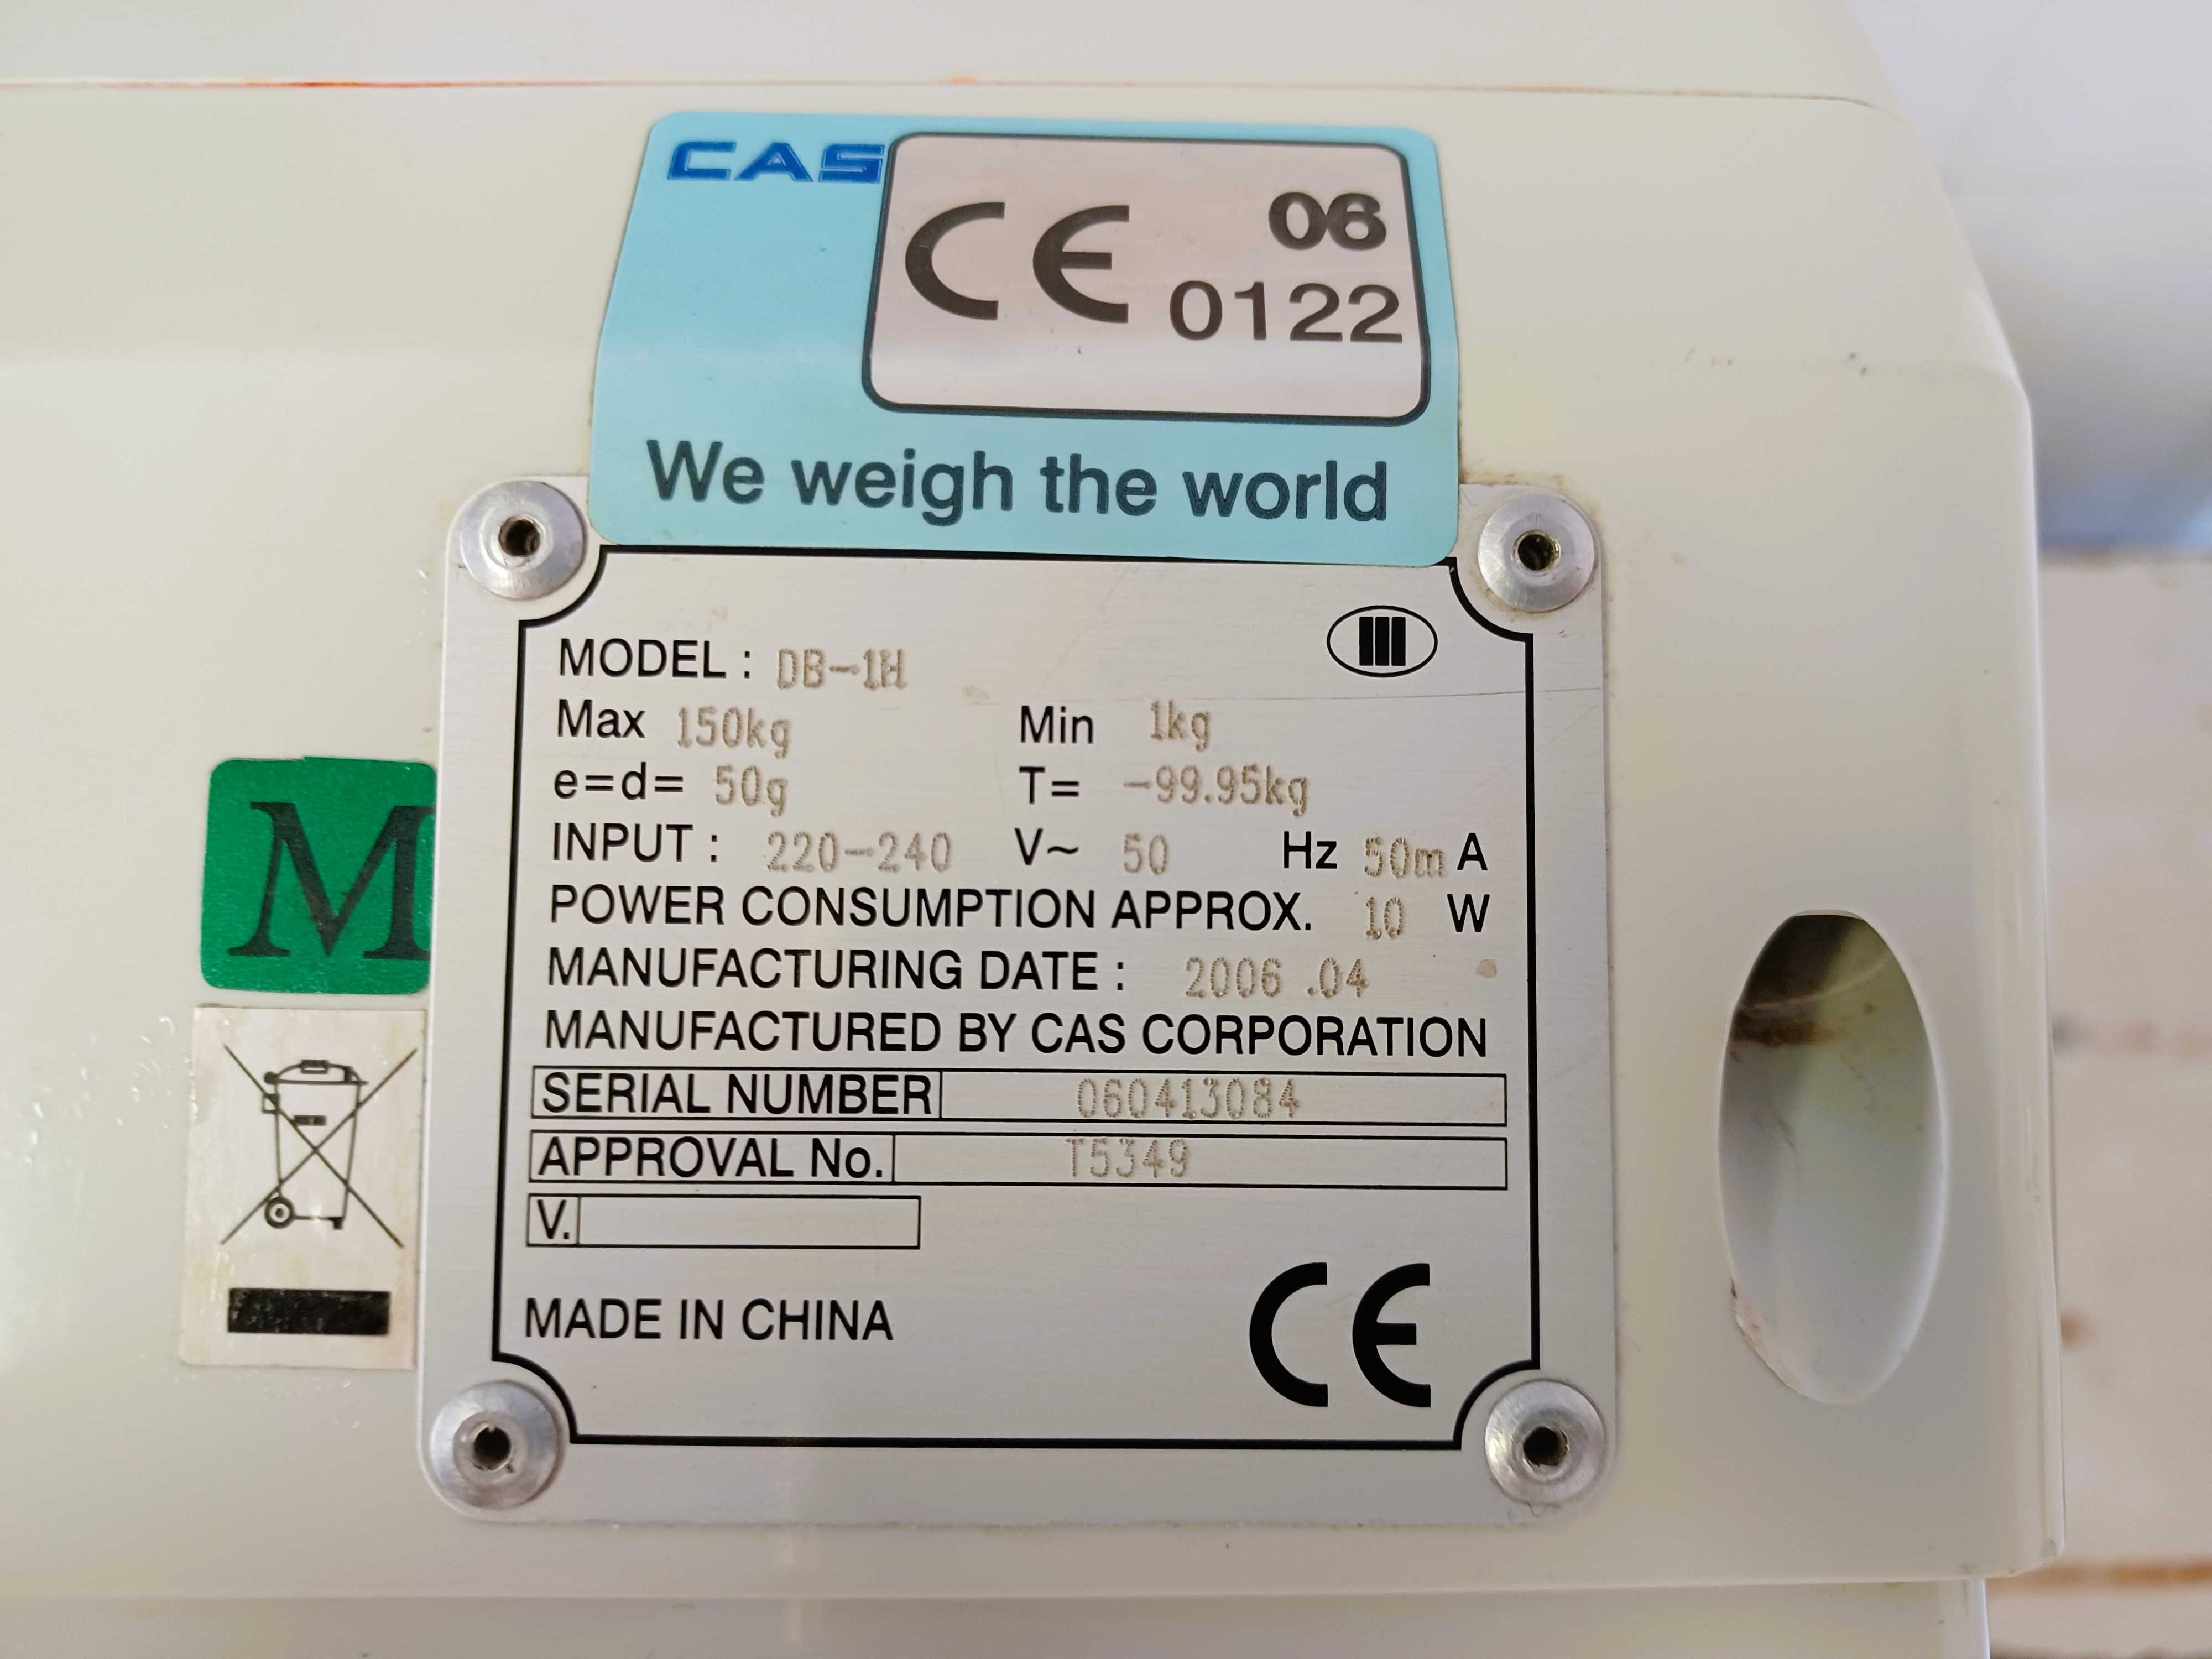 CAS
CE 06
0122
We weigh the world
III
MODEL : DB-1H
Max 150kg Min 1kg
e=d= 50g T= -99.95kg
INPUT : 220-240 V~ 50 Hz 50m A
POWER CONSUMPTION APPROX. 10 W
MANUFACTURING DATE : 2006 .04
MANUFACTURED BY CAS CORPORATION
SERIAL NUMBER 060413084
APPROVAL No. T5349
V.
MADE IN CHINA CE
M